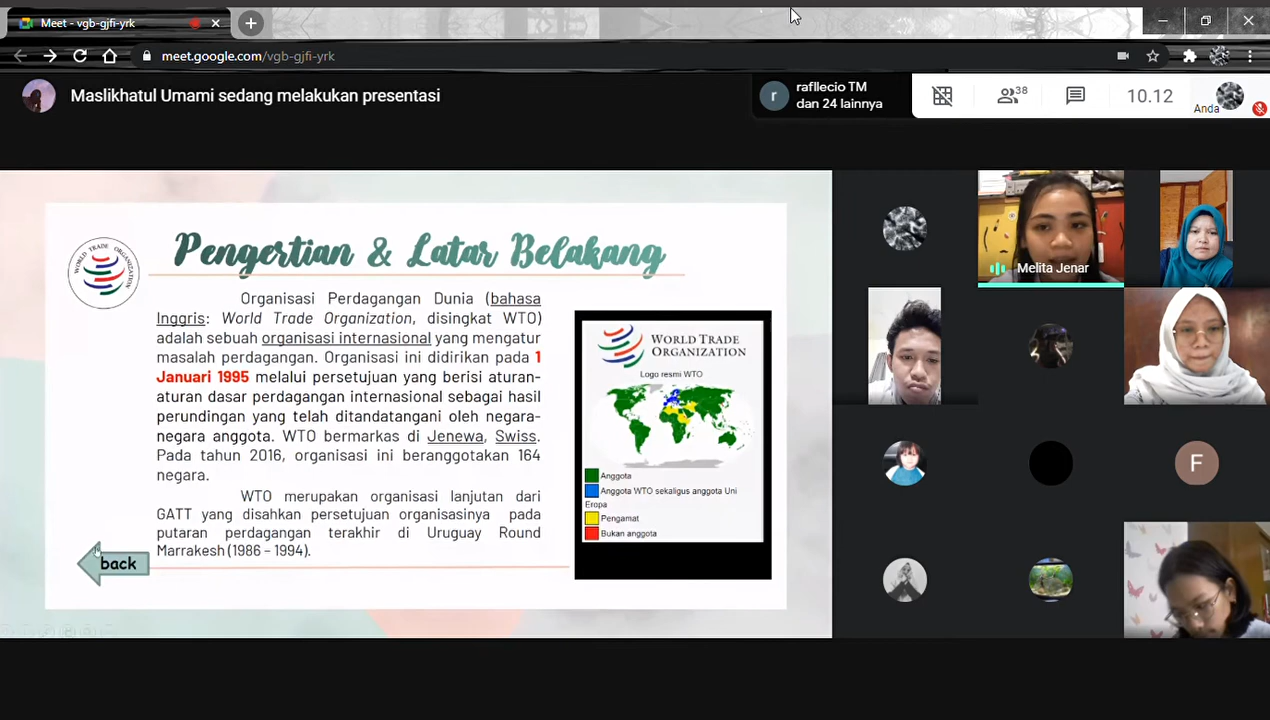 Meet - vgb-gjfi-yrk
meet.google.com/vgb-gjfi-yrk
Maslikhatul Umami sedang melakukan presentasi
r
rafllecio TM
dan 24 lainnya
38
10.12
Anda
WORLD TRADE ORGANIZATION
Pengertian & Latar Belakang
Organisasi Perdagangan Dunia (bahasa
Inggris: World Trade Organization, disingkat WTO)
adalah sebuah organisasi internasional yang mengatur
masalah perdagangan. Organisasi ini didirikan pada 1
Januari 1995 melalui persetujuan yang berisi aturan-
aturan dasar perdagangan internasional sebagai hasil
perundingan yang telah ditandatangani oleh negara-
negara anggota. WTO bermarkas di Jenewa, Swiss.
Pada tahun 2016, organisasi ini beranggotakan 164
negara.
WTO merupakan organisasi lanjutan dari
GATT yang disahkan persetujuan organisasinya pada
putaran perdagangan terakhir di Uruguay Round
Marrakesh (1986 – 1994).
back
WORLD TRADE
ORGANIZATION
Logo resmi WTO
Anggota
Anggota WTO sekaligus anggota Uni
Eropa
Pengamat
Bukan anggota
Melita Jenar
F